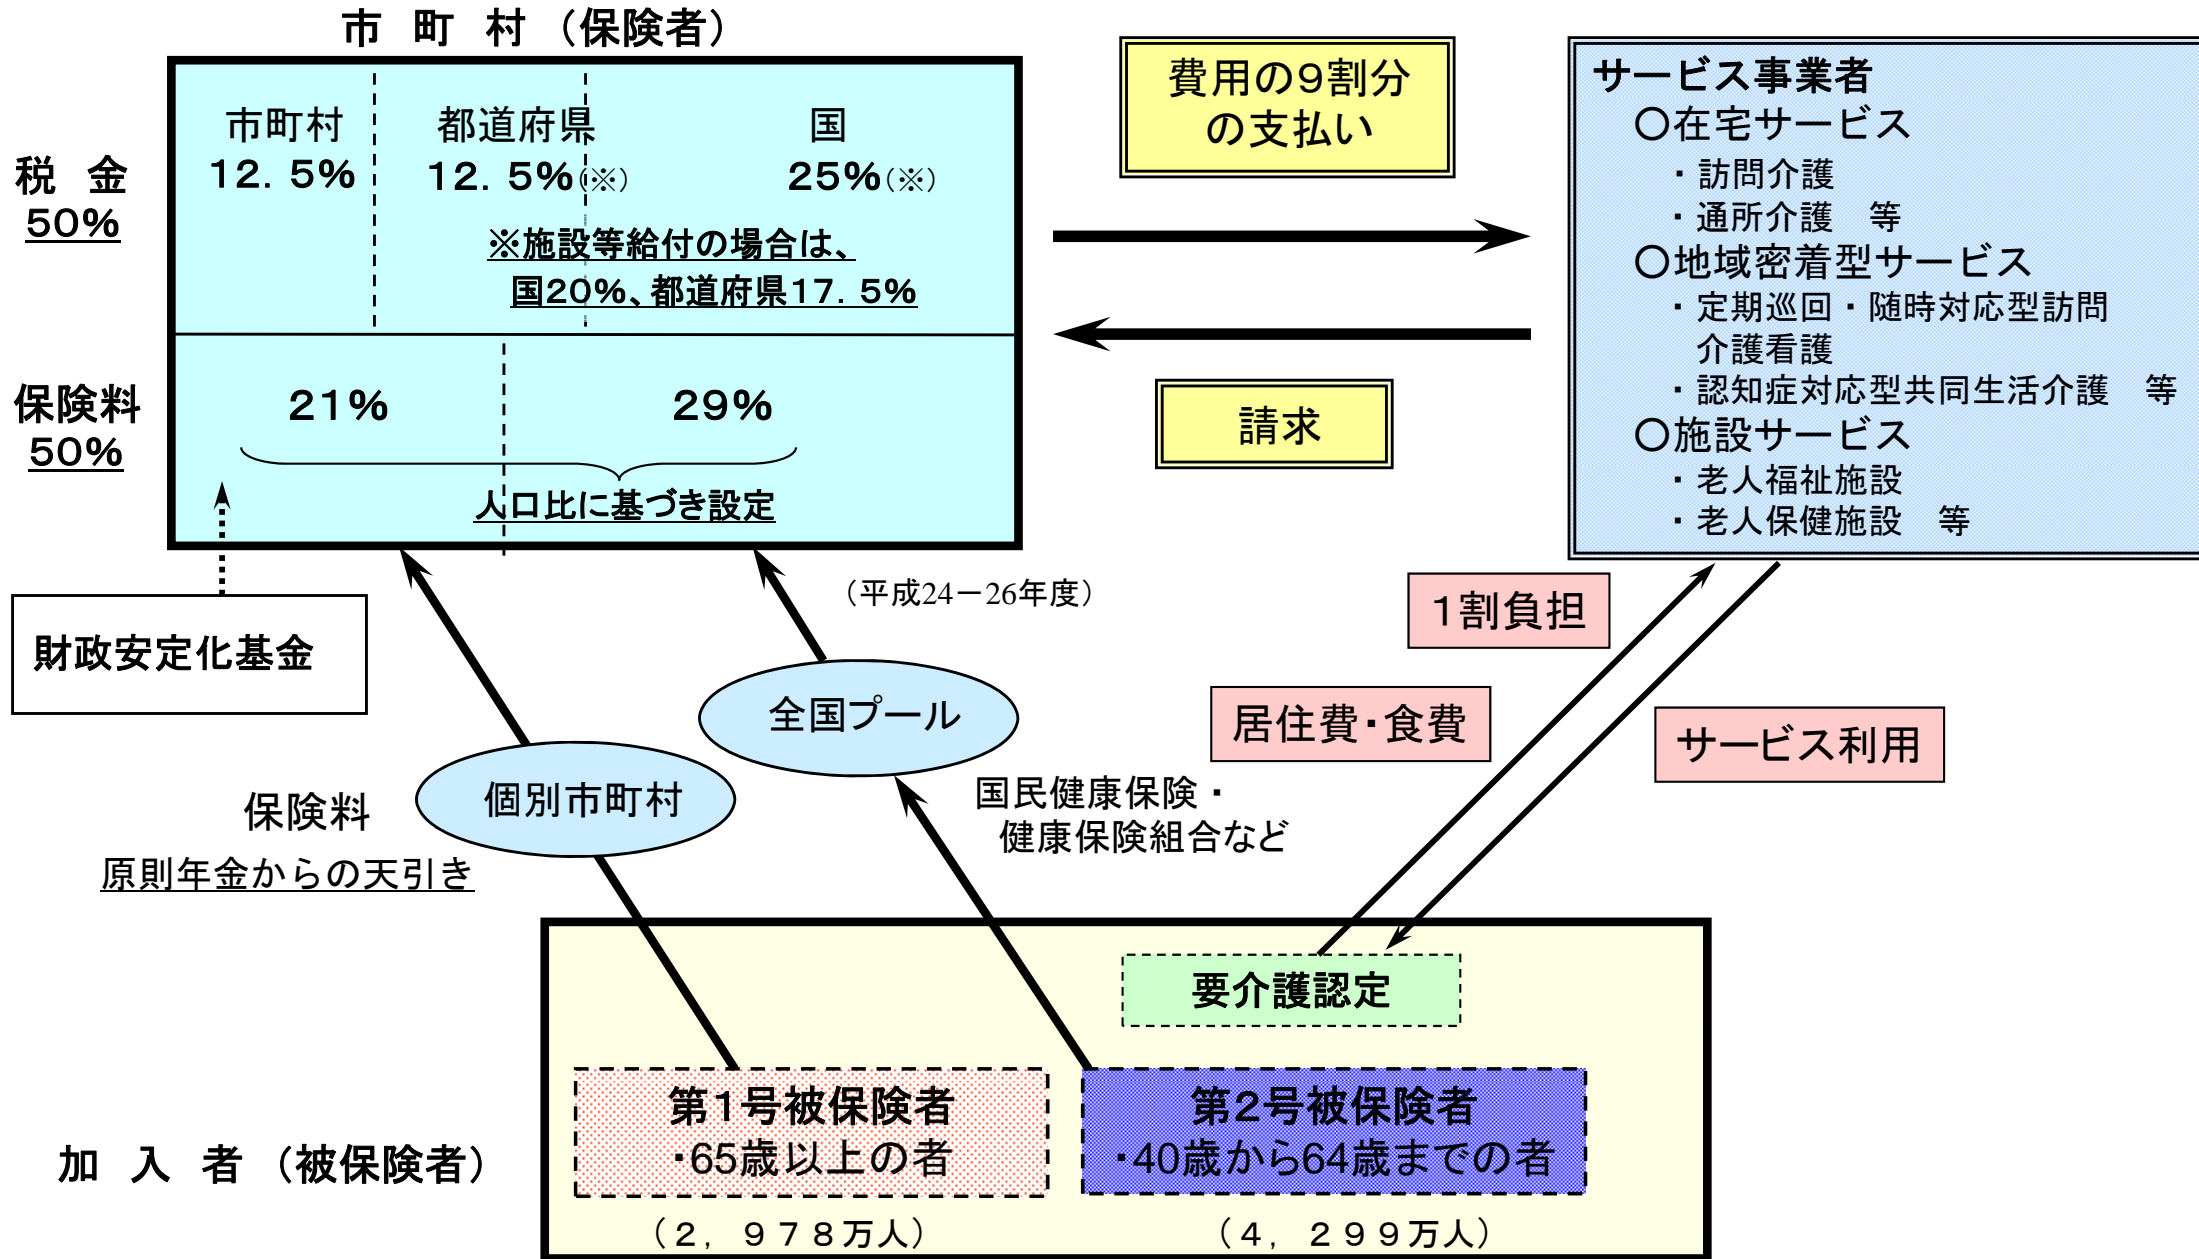 市　町　村　（保険者）
税　金
50%
市町村
12．5%
都道府県
12．5%（※）
国
25%（※）
※施設等給付の場合は、
国20%、都道府県17．5%
保険料
50%
21%
29%
人口比に基づき設定
費用の9割分
の支払い
請求
サービス事業者
○在宅サービス
・訪問介護
・通所介護　等
○地域密着型サービス
・定期巡回・随時対応型訪問
介護看護
・認知症対応型共同生活介護　等
○施設サービス
・老人福祉施設
・老人保健施設　等
財政安定化基金
（平成24－26年度）
1割負担
全国プール
居住費・食費
サービス利用
個別市町村
保険料
原則年金からの天引き
国民健康保険・
健康保険組合など
要介護認定
加　入　者　（被保険者）
第1号被保険者
・65歳以上の者
（２，９７８万人）
第2号被保険者
・40歳から64歳までの者
（４，２９９万人）